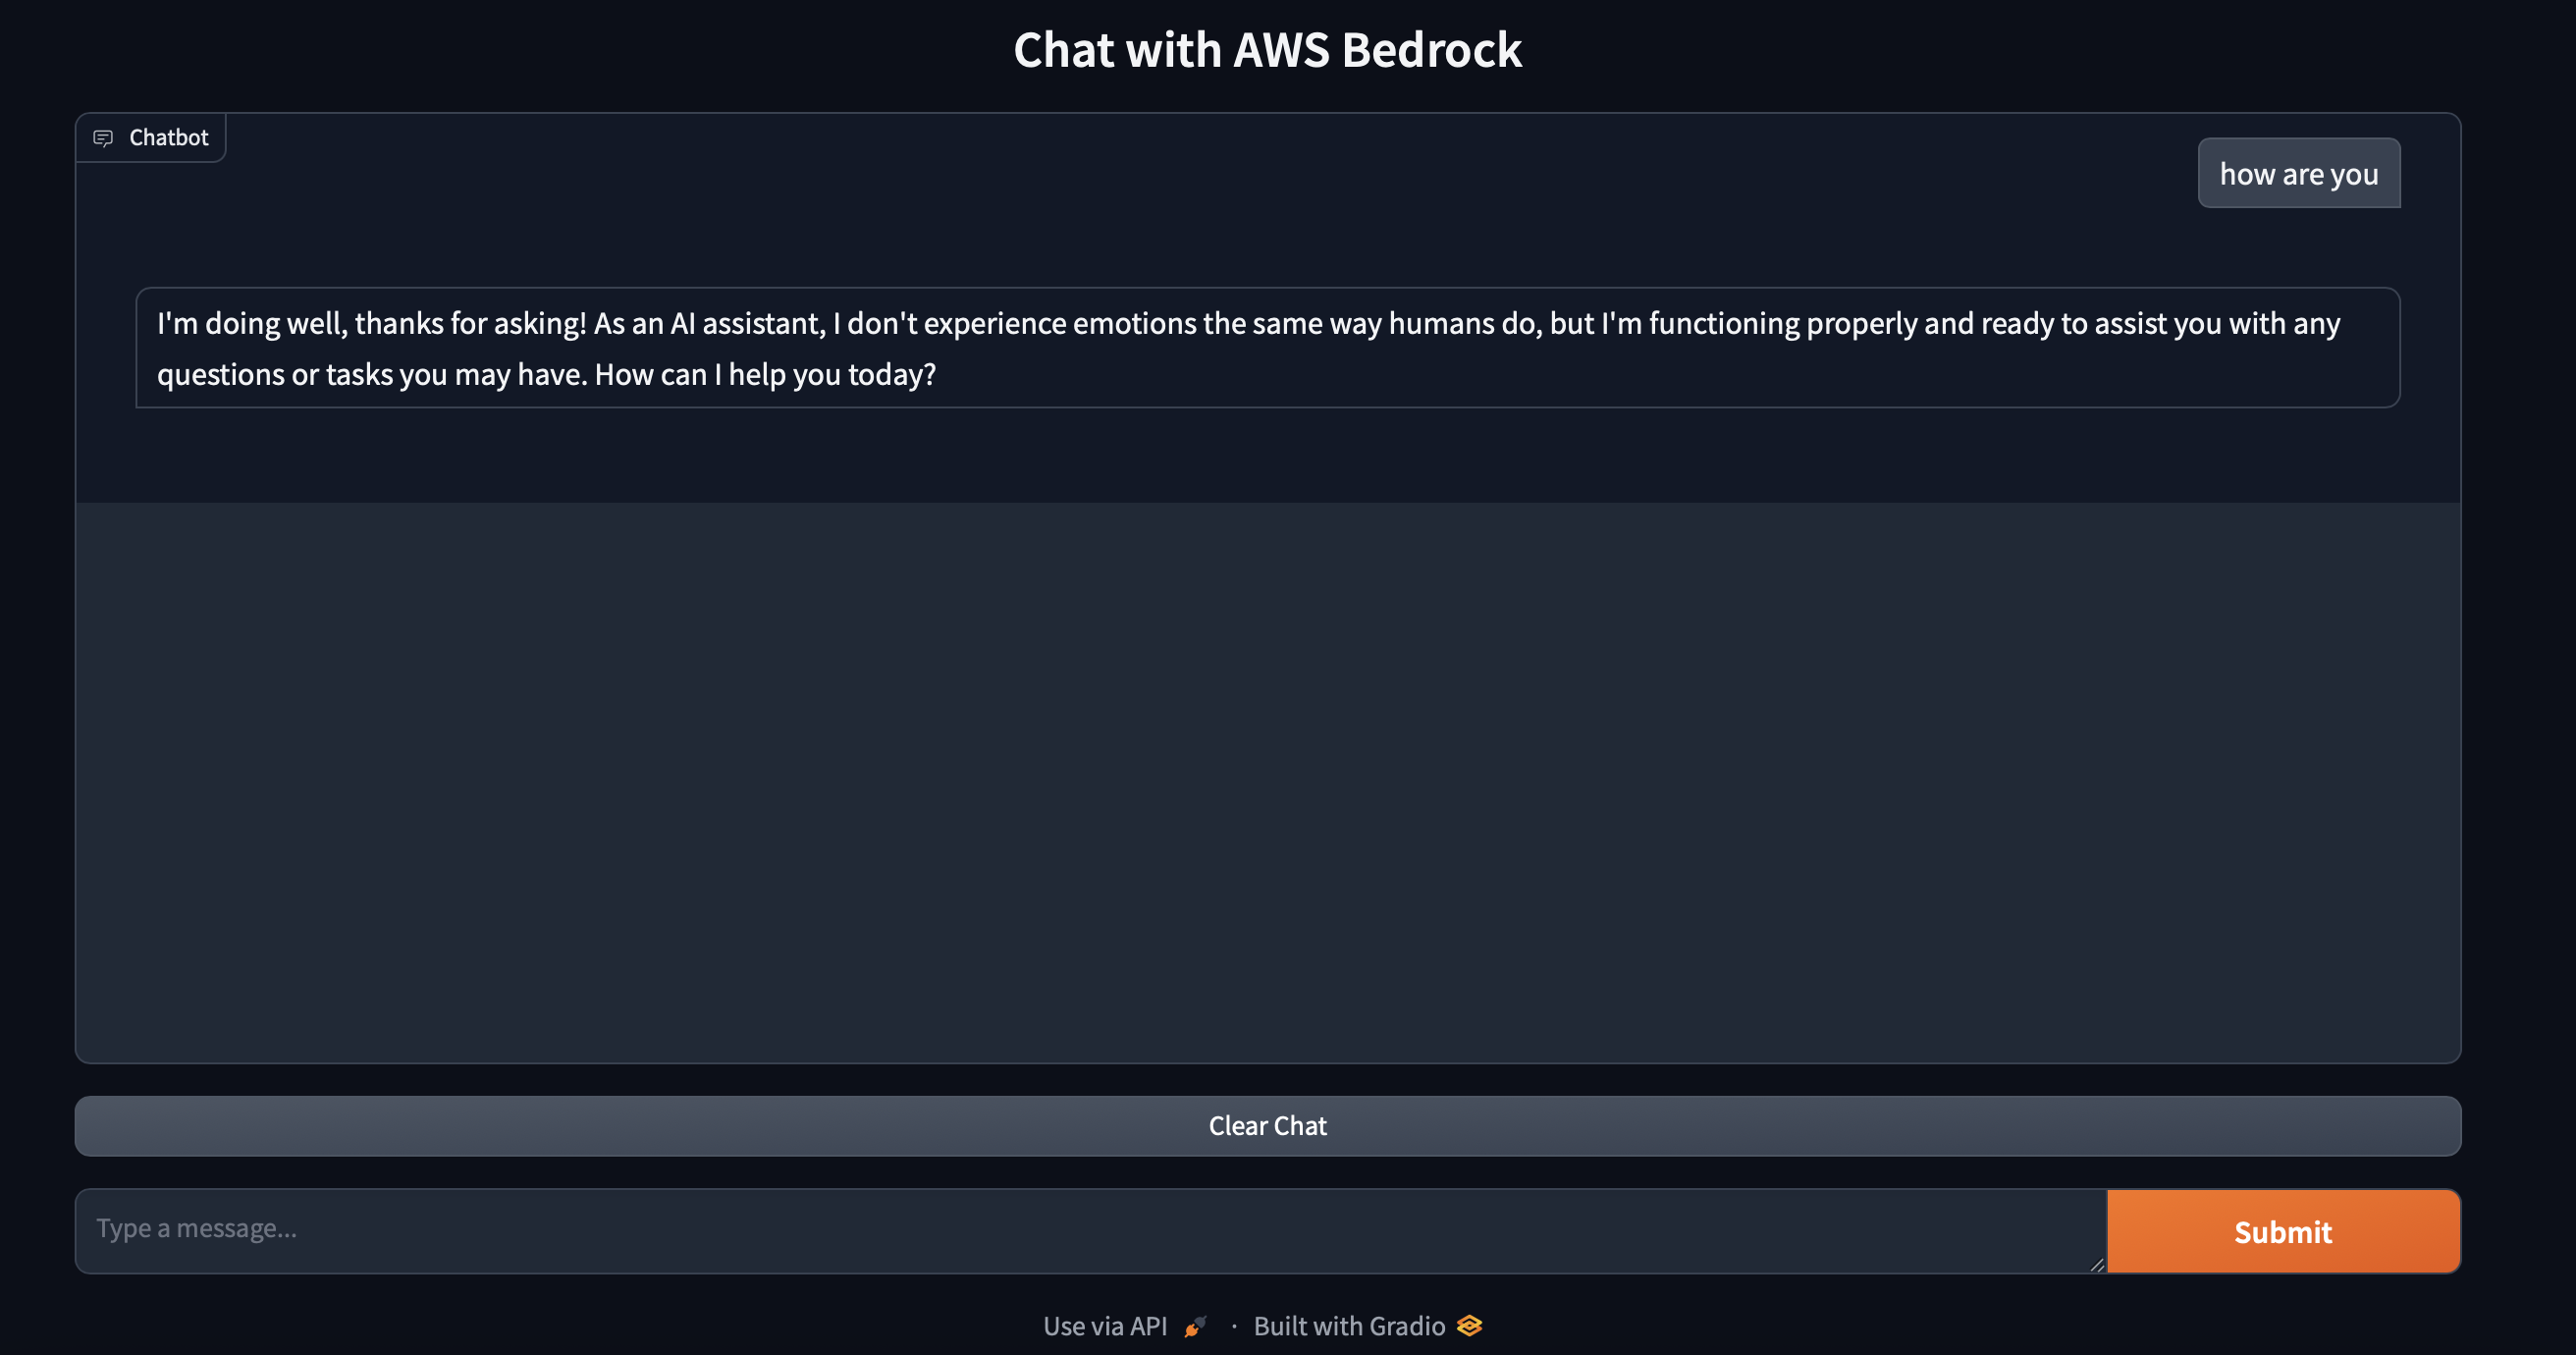 Chat with AWS Bedrock
Chatbot
how are you
I'm doing well, thanks for asking! As an AI assistant, I don't experience emotions the same way humans do, but I'm functioning properly and ready to assist you with any
questions or tasks you may have. How can I help you today?
Clear Chat
Type a message...
Submit
Use via API · Built with Gradio